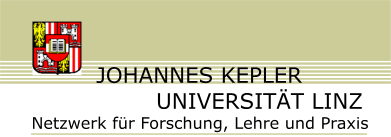 JOHANNES KEPLER
UNIVERSITÄT LINZ
Netzwerk für Forschung, Lehre und Praxis